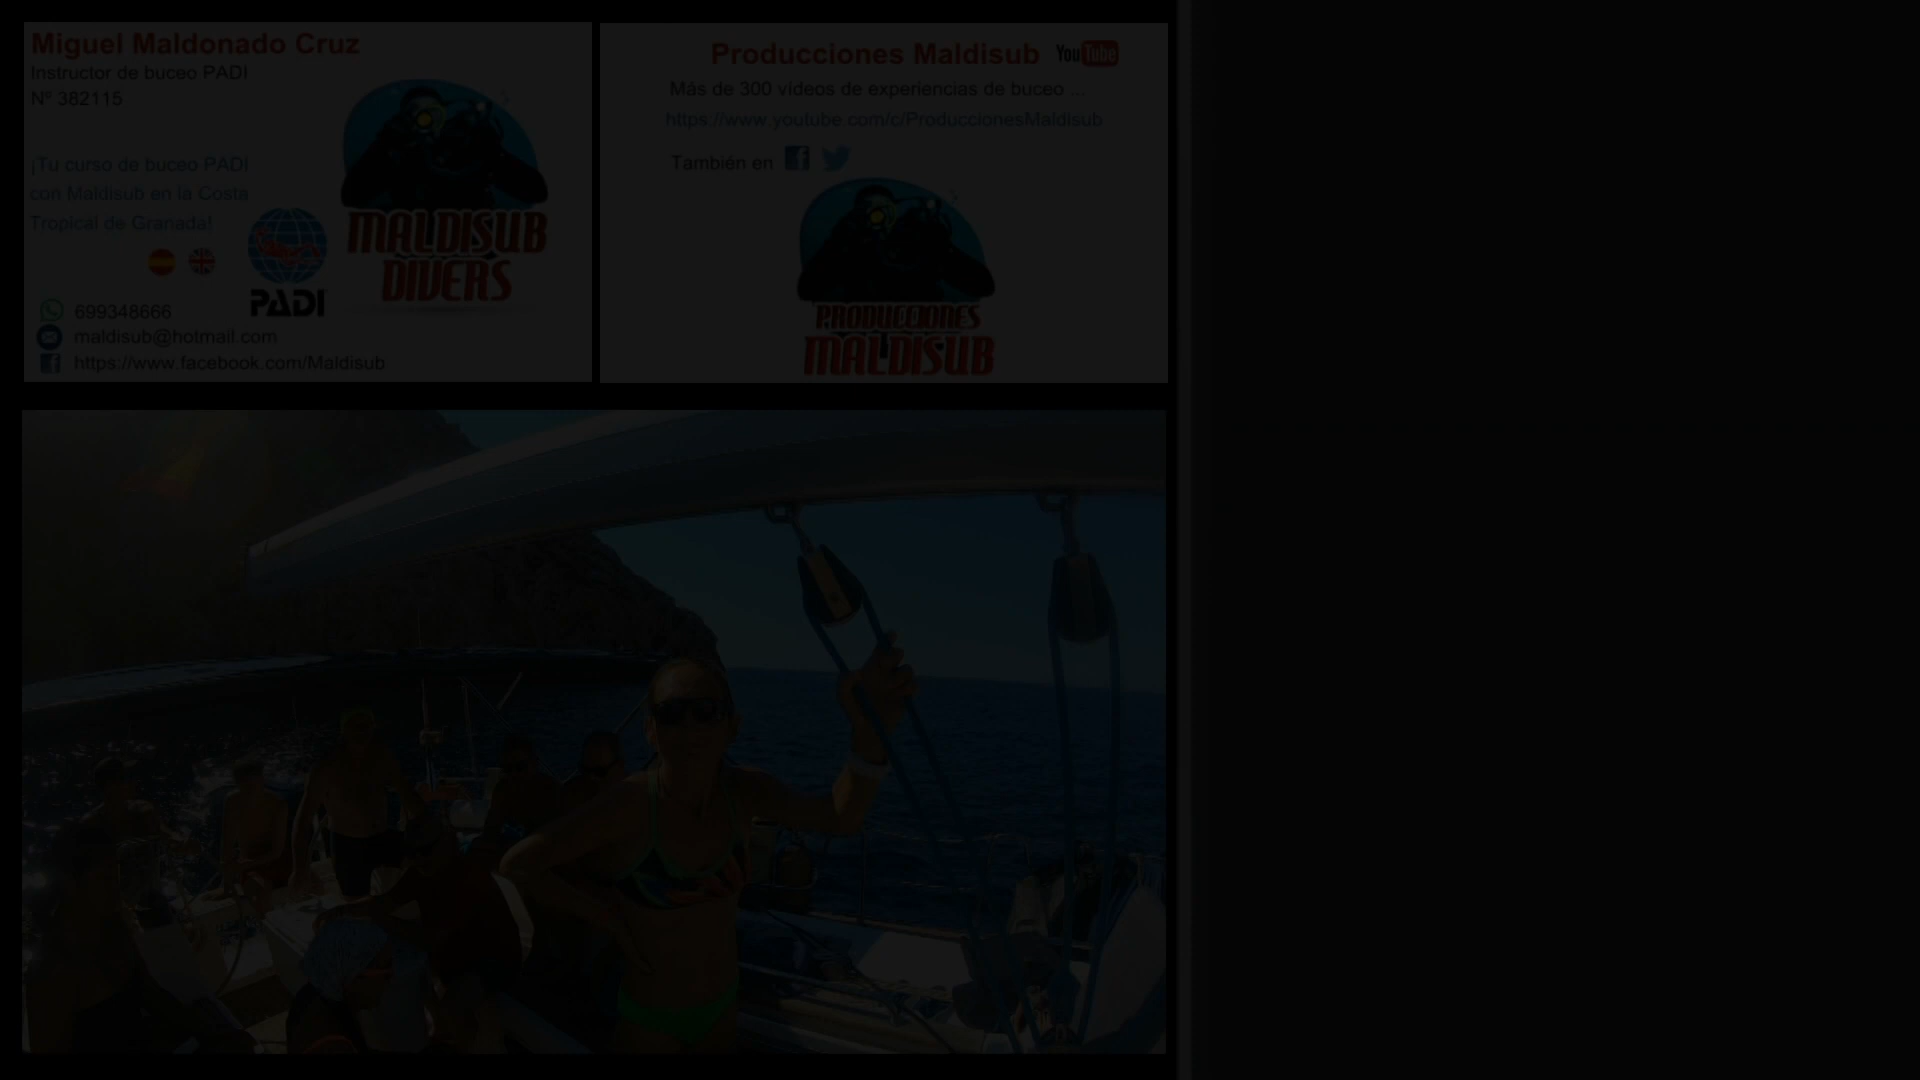 Miguel Maldonado Cruz
Instructor de buceo PADI
Nº 382115
¡Tu curso de buceo PADI
con Maldisub en la Costa
Tropical de Granada!
PADI
MALDISUB
DIVERS
699348666
maldisub@hotmail.com
https://www.facebook.com/Maldisub
Producciones Maldisub YouTube
Más de 300 vídeos de experiencias de buceo ...
https://www.youtube.com/c/ProduccionesMaldisub
También en
PRODUCCIONES
MALDISUB